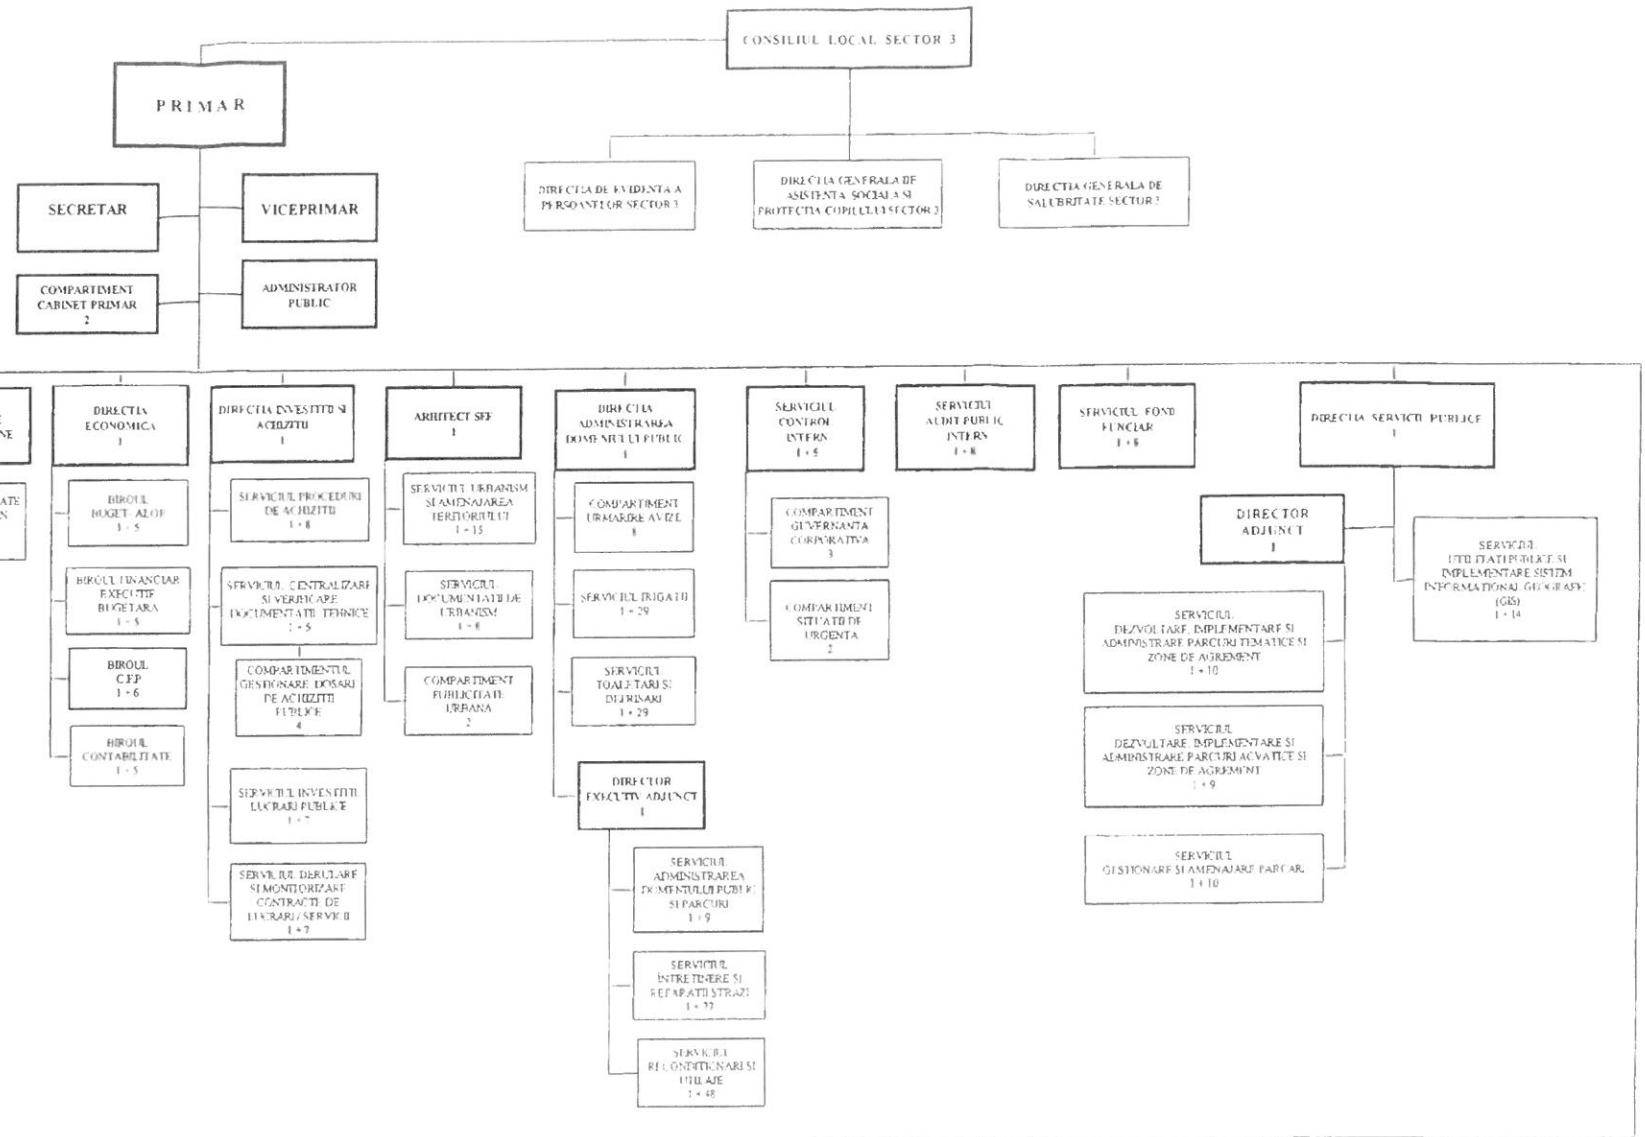 CONSILIUL LOCAL SECTOR 3
PRIMAR
DIRECTIA DE EVIDENTA A
PERSOANELOR SECTOR 3
DIRECTIA GENERALA DE
ASISTENTA SOCIALA SI
PROTECTIA COPILULUI SECTOR 3
DIRECTIA GENERALA DE
SALUBRITATE SECTOR 3
SECRETAR
VICEPRIMAR
COMPARTIMENT
CABINET PRIMAR
2
ADMINISTRATOR
PUBLIC
NE
ATE
N
DIRECTIA
ECONOMICA
1
BIROUL
BUGET- ALOP
1 + 5
BIROUL FINANCIAR
EXECUTIE
BUGETARA
1 + 5
BIROUL
C.F.P
1 + 6
BIROUL
CONTABILITATE
1 + 5
DIRECTIA INVESTITII SI
ACHIZITII
1
SERVICIUL PROCEDURI
DE ACHIZITII
1 + 8
SERVICIUL CENTRALIZARE
SI VERIFICARE
DOCUMENTATII TEHNICE
1 + 5
COMPARTIMENTUL
GESTIONARE DOSARE
DE ACHIZITII
PUBLICE
4
SERVICIUL INVESTITII
LUCRARI PUBLICE
1 + 7
SERVICIUL DERULARE
SI MONITORIZARE
CONTRACTE DE
LUCRARI / SERVICII
1 + 7
ARHITECT SEF
1
SERVICIUL URBANISM
SI AMENAJAREA
TERITORIULUI
1 + 15
SERVICIUL
DOCUMENTATII DE
URBANISM
1 + 8
COMPARTIMENT
PUBLICITATE
URBANA
2
DIRECTIA
ADMINISTRAREA
DOMENIULUI PUBLIC
1
COMPARTIMENT
URMARIRE AVIZE
8
SERVICIUL IRIGATII
1 + 29
SERVICIUL
TOALETARI SI
DEFRISARI
1 + 29
DIRECTOR
EXECUTIV ADJUNCT
1
SERVICIUL
ADMINISTRAREA
DOMENIULUI PUBLIC
SI PARCURI
1 + 9
SERVICIUL
INTRETINERE SI
REPARATII STRAZI
SERVICIUL
RECONDITIONARI SI
UTILAJE
1 + 48
SERVICIUL
CONTROL
INTERN
1 + 5
COMPARTIMENT
GUVERNANTA
CORPORATIVA
3
COMPARTIMENT
SITUATII DE
URGENTA
2
SERVICIUL
AUDIT PUBLIC
INTERN
1 + 8
SERVICIUL FOND
FUNCIAR
1 + 8
DIRECTIA SERVICII PUBLICE
1
DIRECTOR
ADJUNCT
1
SERVICIUL
DEZVOLTARE, IMPLEMENTARE SI
ADMINISTRARE PARCURI TEMATICE SI
ZONE DE AGREMENT
1 + 10
SERVICIUL
DEZVOLTARE, IMPLEMENTARE SI
ADMINISTRARE PARCURI ACVATICE SI
ZONE DE AGREMENT
1 + 9
SERVICIUL
GESTIONARE SI AMENAJARE PARCARI
1 + 10
SERVICIUL
UTILITATI PUBLICE SI
IMPLEMENTARE SISTEM
INFORMATIONAL GEOGRAFIC
(GIS)
1 + 14